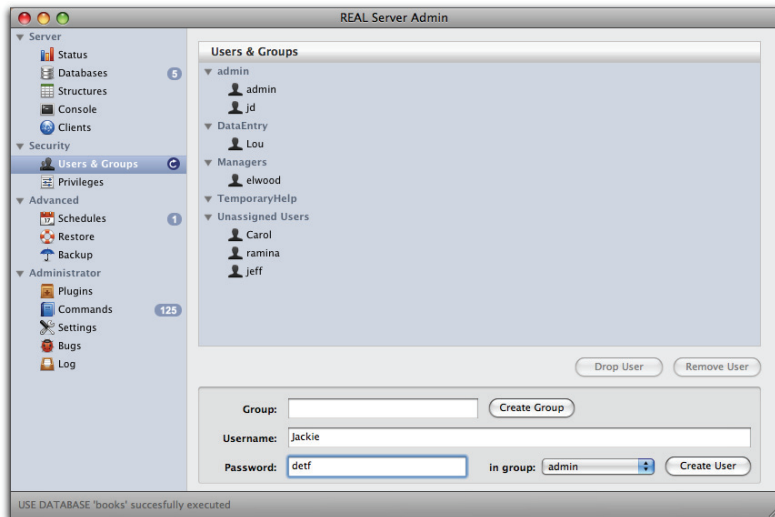 REAL Server Admin
Server
Status
Databases 5
Structures
Console
Clients
Security
Users & Groups C
Privileges
Advanced
Schedules 17 1
Restore
Backup
Administrator
Plugins
Commands 125
Settings
Bugs
Log
Users & Groups
admin
admin
jd
DataEntry
Lou
Managers
elwood
TemporaryHelp
Unassigned Users
Carol
ramina
jeff
Drop User Remove User
Group: Create Group
Username: Jackie
Password: detf in group: admin Create User
USE DATABASE 'books' succesfully executed